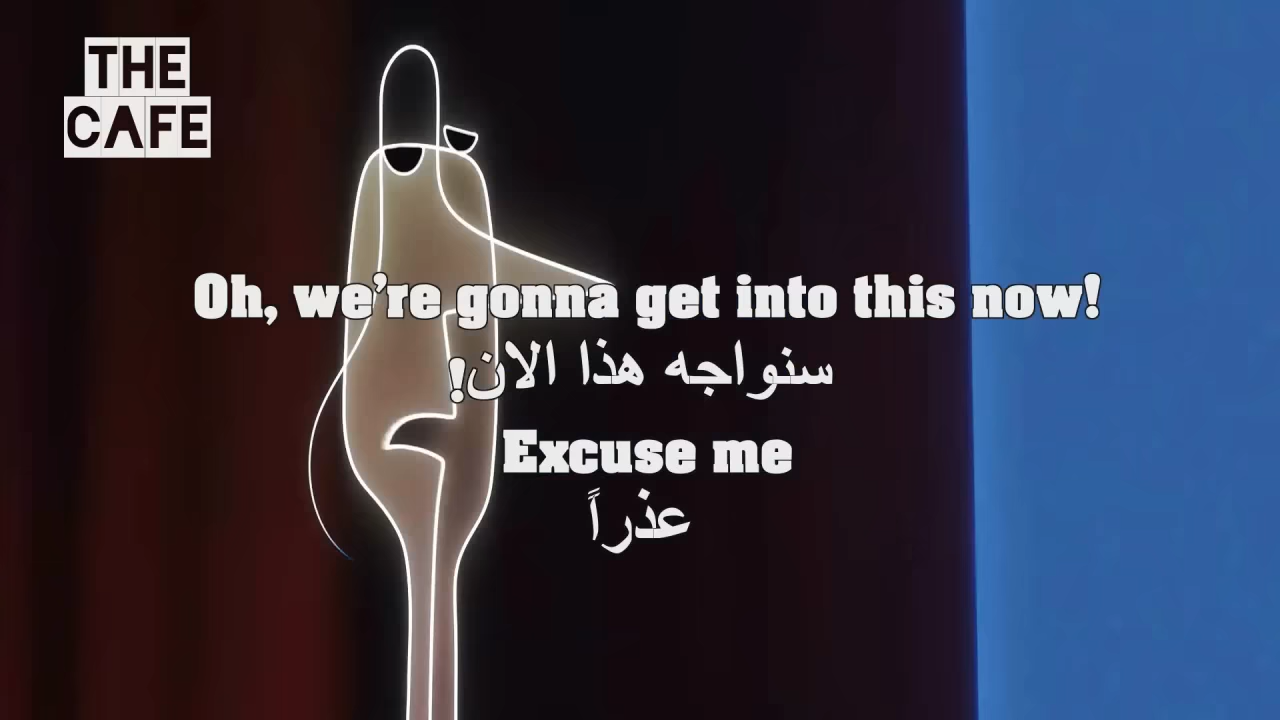 THE
CAFE
Oh, we're gonna get into this now!
سنواجه هذا الان!
Excuse me
عذراً